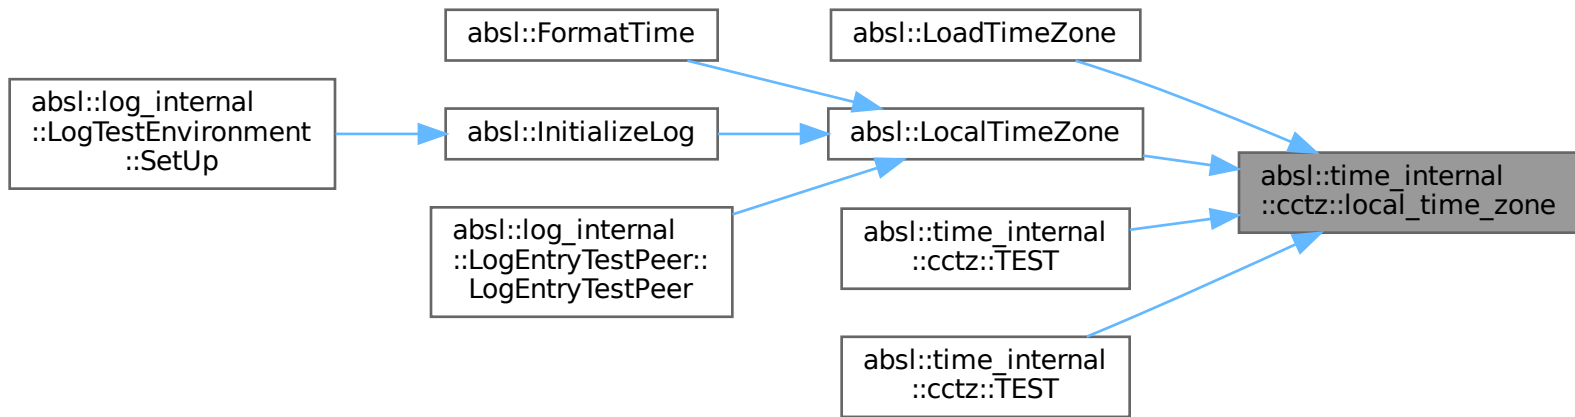 absl::log_internal
::LogTestEnvironment
::SetUp
absl::FormatTime
absl::InitializeLog
absl::log_internal
::LogEntryTestPeer::
LogEntryTestPeer
absl::LoadTimeZone
absl::LocalTimeZone
absl::time_internal
::cctz::TEST
absl::time_internal
::cctz::TEST
absl::time_internal
::cctz::local_time_zone